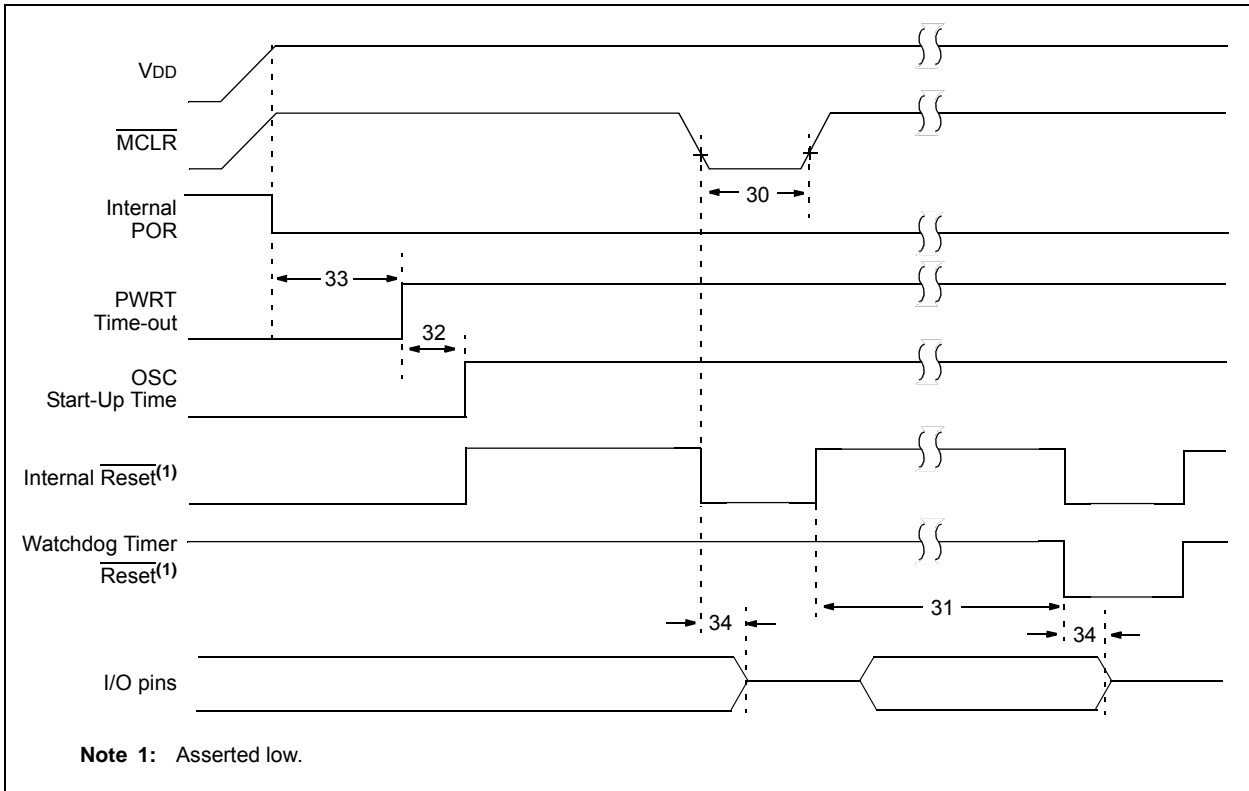 VDD
MCLR
30
Internal
POR
33
PWRT
Time-out
32
OSC
Start-Up Time
Internal Reset(1)
Watchdog Timer
Reset(1)
31
34
34
I/O pins
Note 1: Asserted low.